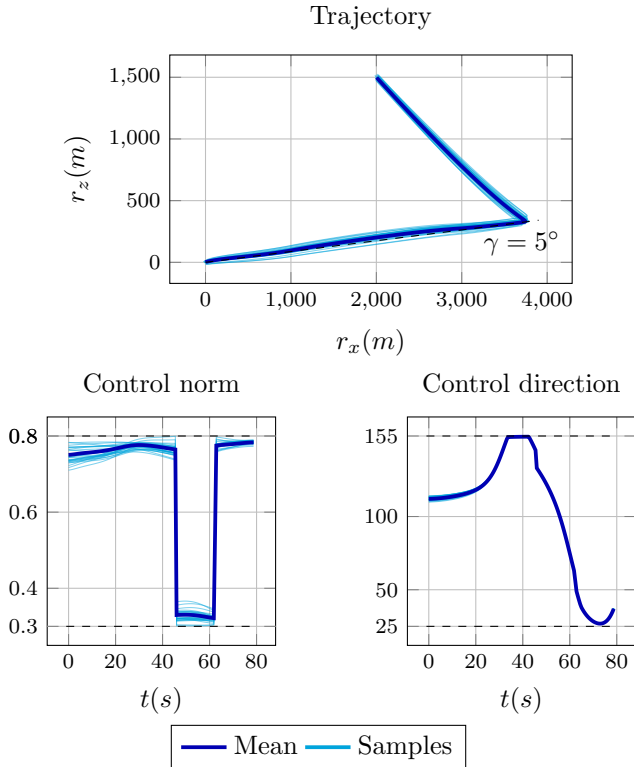 Trajectory
1,500
1,000
500
0
r_z(m)
γ = 5°
0 1,000 2,000 3,000 4,000
r_x(m)
Control norm
0.8
0.6
0.4
0.3
0 20 40 60 80
t(s)
Control direction
155
100
50
25
0 20 40 60 80
t(s)
Mean Samples